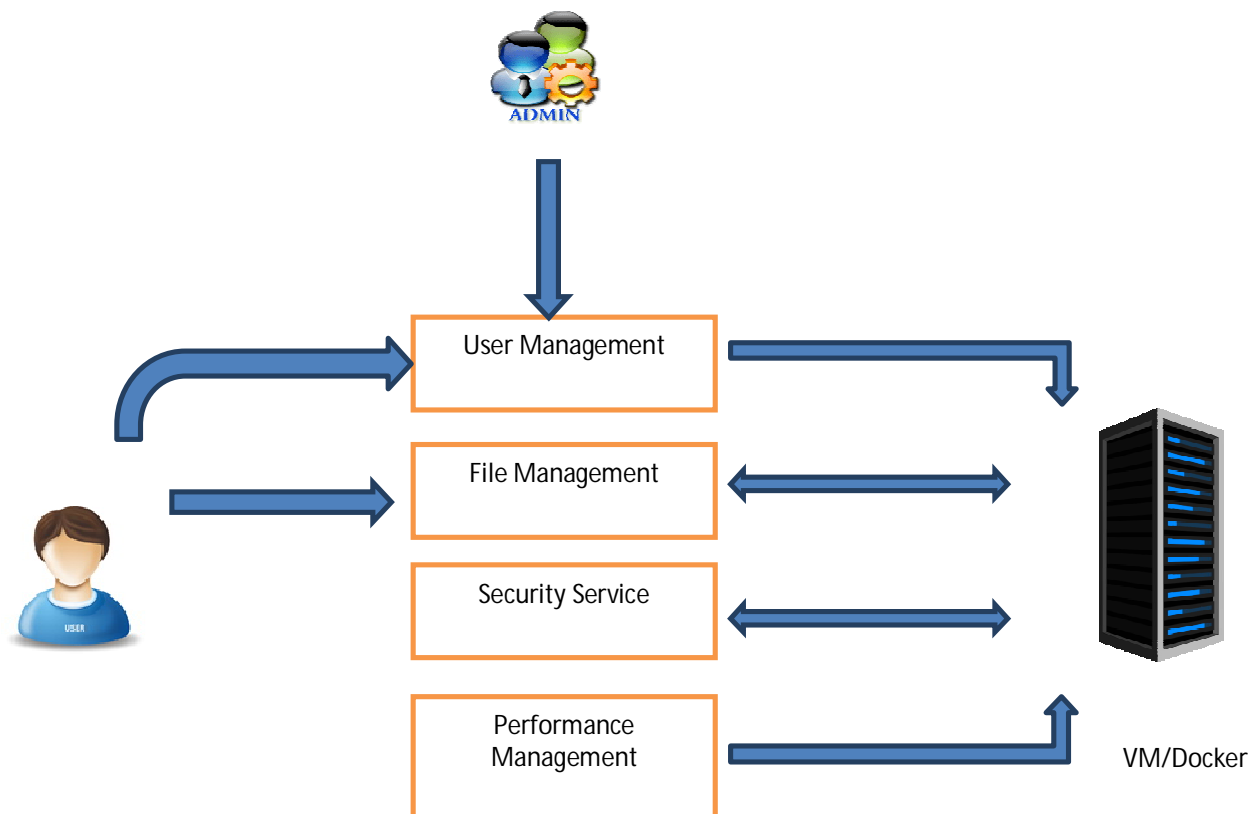 ADMIN
User Management
File Management
USER
Security Service
Performance
Management
VM/Docker